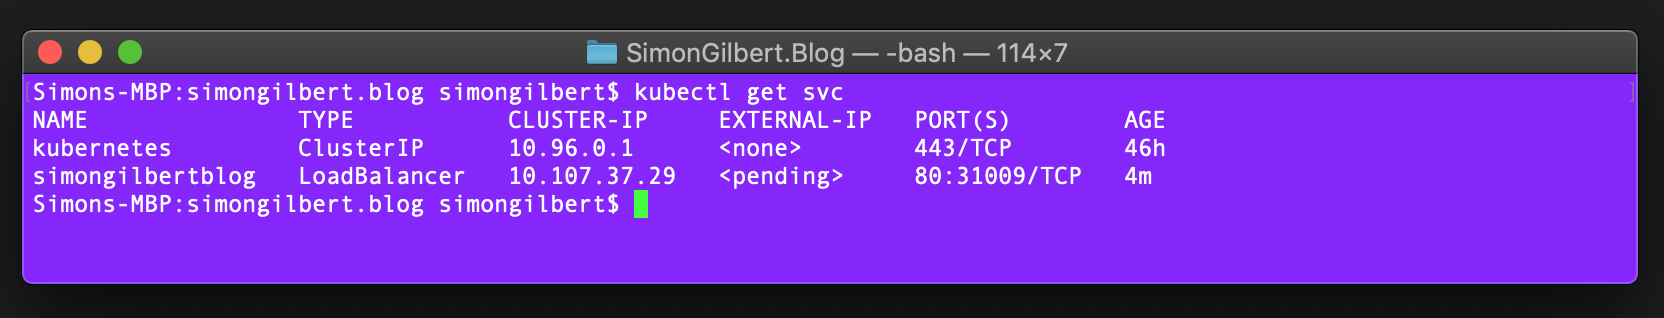 SimonGilbert.Blog — -bash — 114×7
[Simons-MBP:simongilbert.blog simongilbert$ kubectl get svc ]
NAME TYPE CLUSTER-IP EXTERNAL-IP PORT(S) AGE
kubernetes ClusterIP 10.96.0.1 <none> 443/TCP 46h
simongilbertblog LoadBalancer 10.107.37.29 <pending> 80:31009/TCP 4m
Simons-MBP:simongilbert.blog simongilbert$